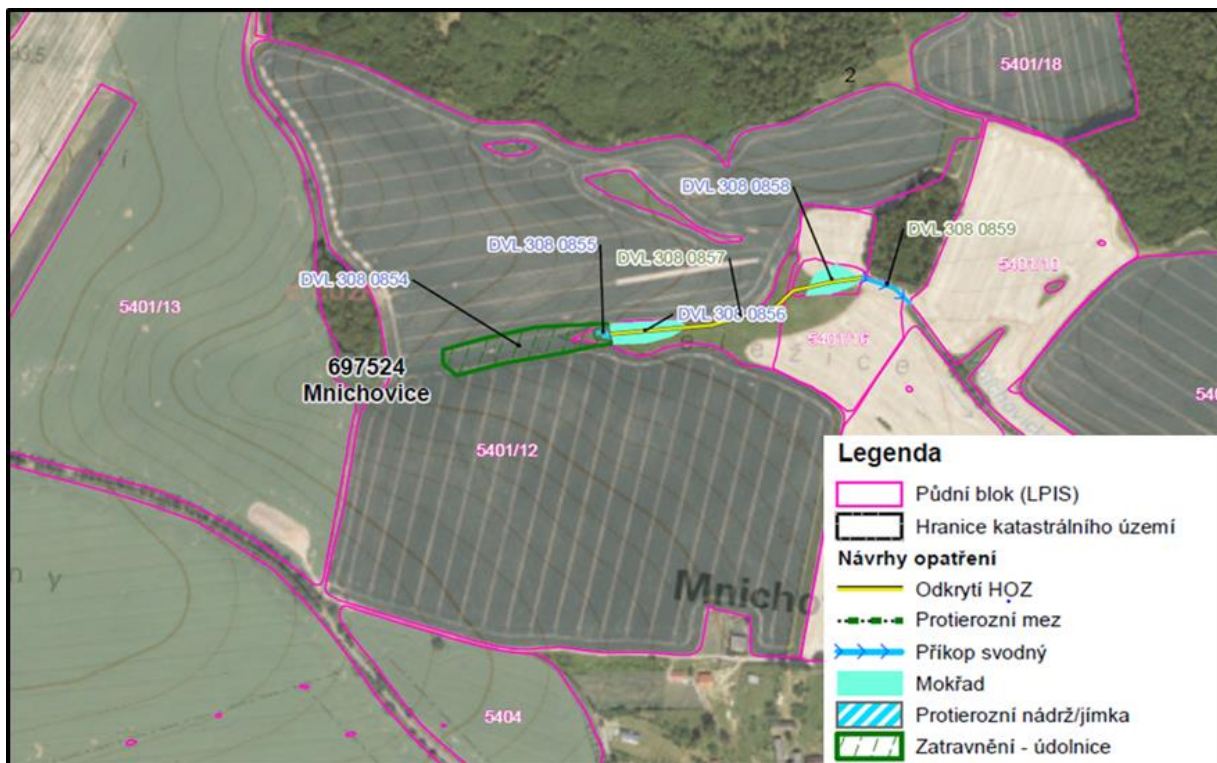 5401/18
2
DVL 308 0858
DVL 308 0859
DVL 308 0855
DVL 308 0857
DVL 308 0854
5401/13
DVL 308 0856
697524
Mnichovice
5401/12
Legenda
Půdní blok (LPIS)
Hranice katastrálního území
Návrhy opatření
Odkrytí HOZ
Protierozní mez
Příkop svodný
Mokřad
Protierozní nádrž/jímka
Zatravnění - údolnice
Mnicho
n y
5404